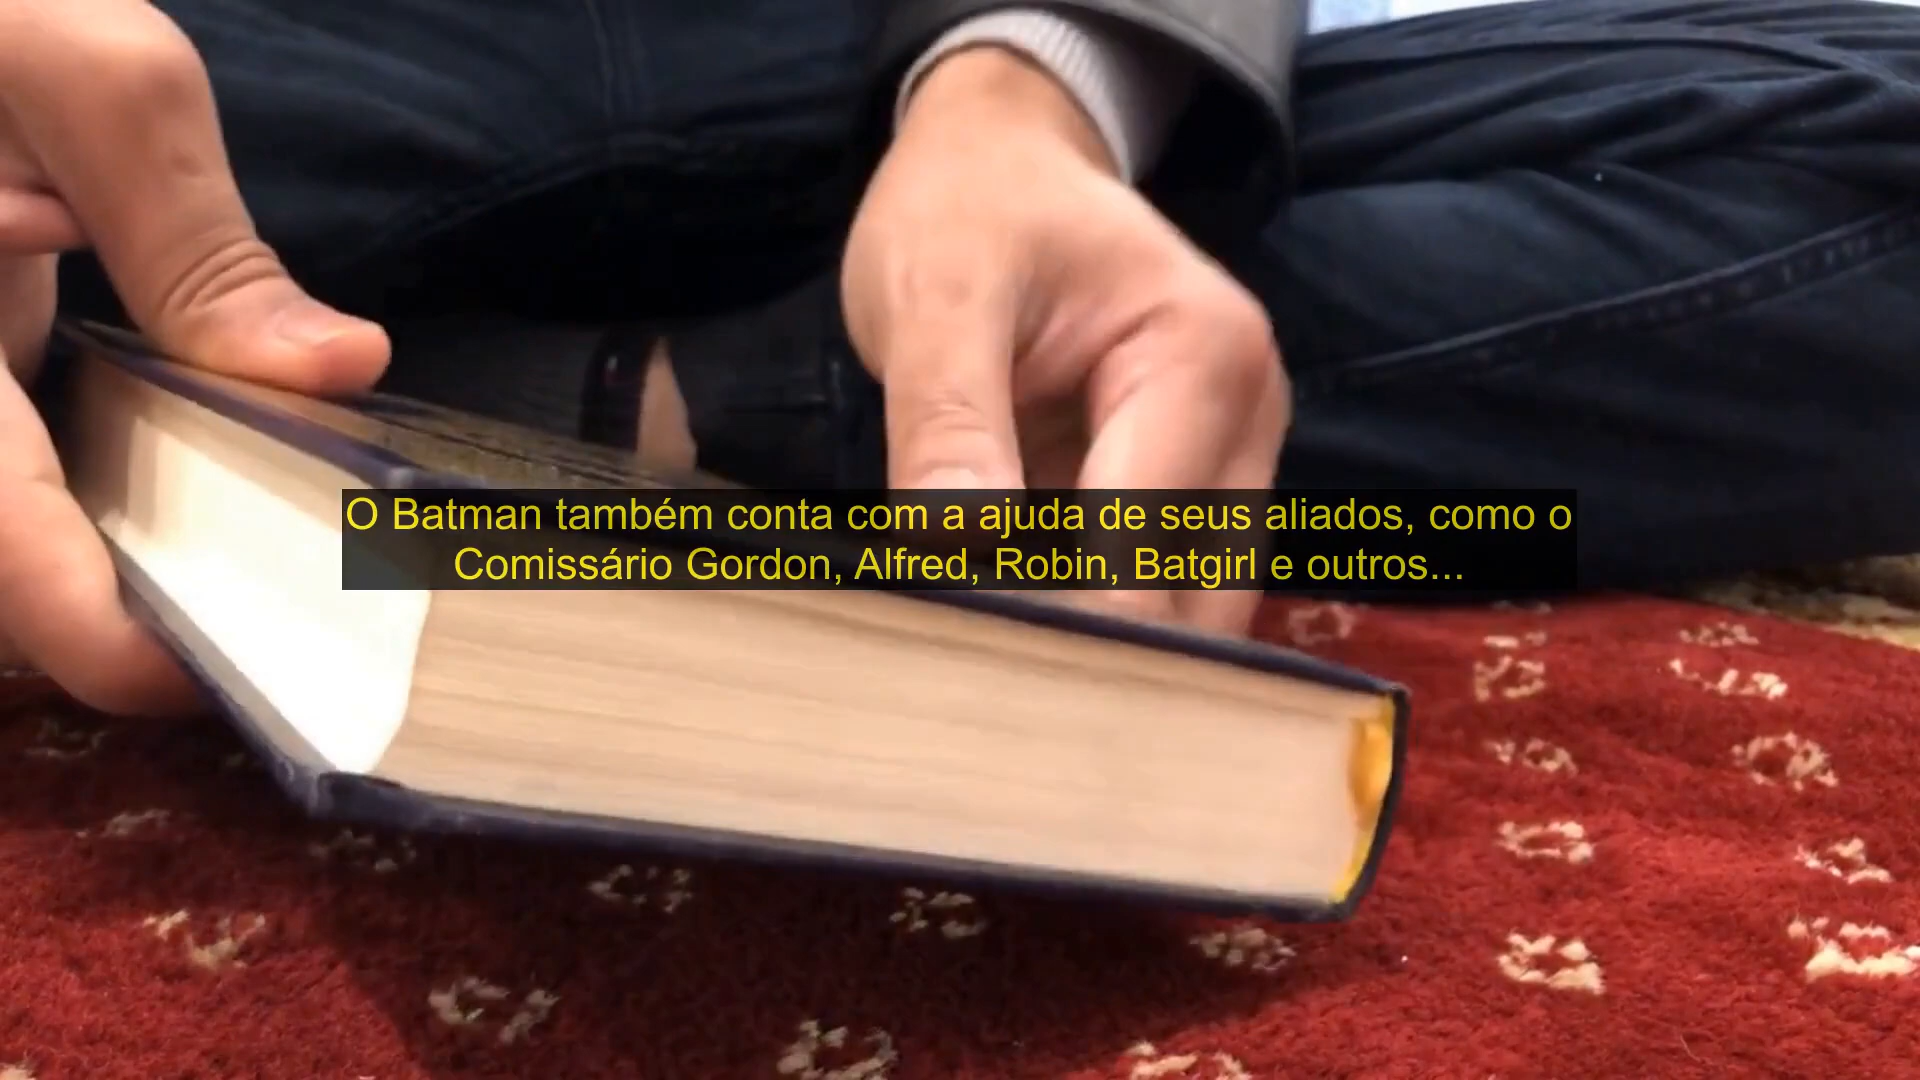 O Batman também conta com a ajuda de seus aliados, como o
Comissário Gordon, Alfred, Robin, Batgirl e outros...